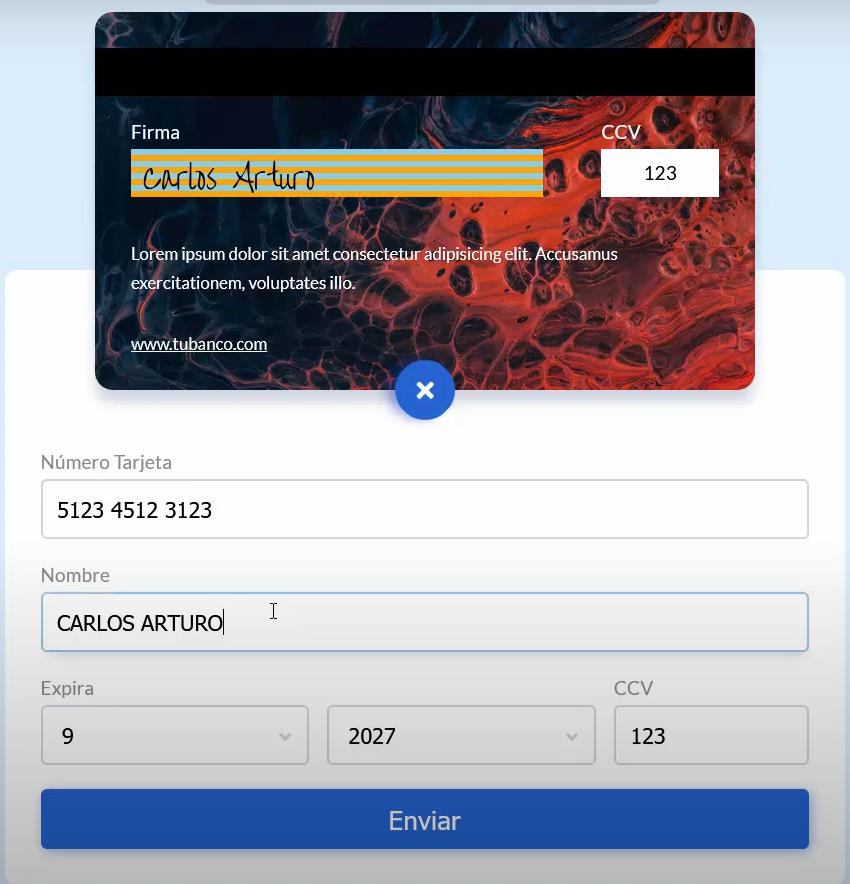 Firma
CCV
Carlos Arturo
123
Lorem ipsum dolor sit amet consectetur adipisicing elit. Accusamus
exercitationem, voluptates illo.
www.tubanco.com
Número Tarjeta
5123 4512 3123
Nombre
CARLOS ARTURO
Expira
CCV
9
2027
123
Enviar